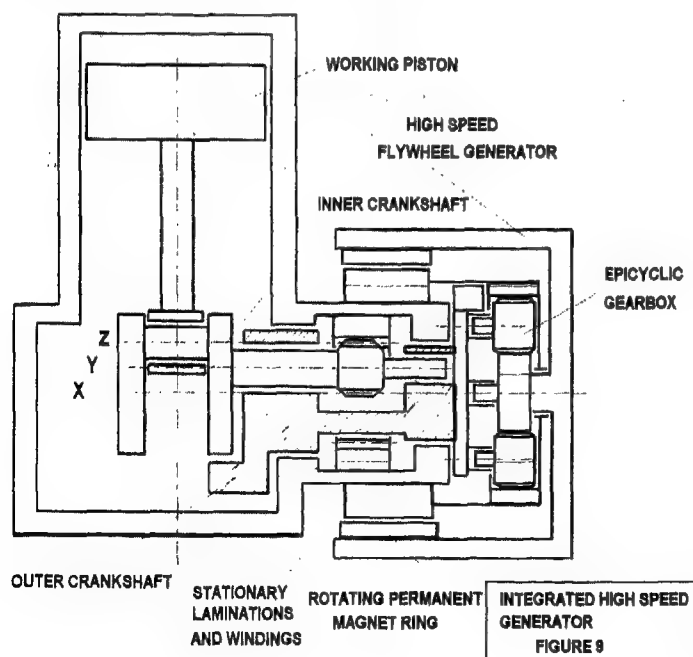 WORKING PISTON
HIGH SPEED
FLYWHEEL GENERATOR
INNER CRANKSHAFT
EPICYCLIC
GEARBOX
Z
Y
X
OUTER CRANKSHAFT
STATIONARY
LAMINATIONS
AND WINDINGS
ROTATING PERMANENT
MAGNET RING
INTEGRATED HIGH SPEED
GENERATOR
FIGURE 9